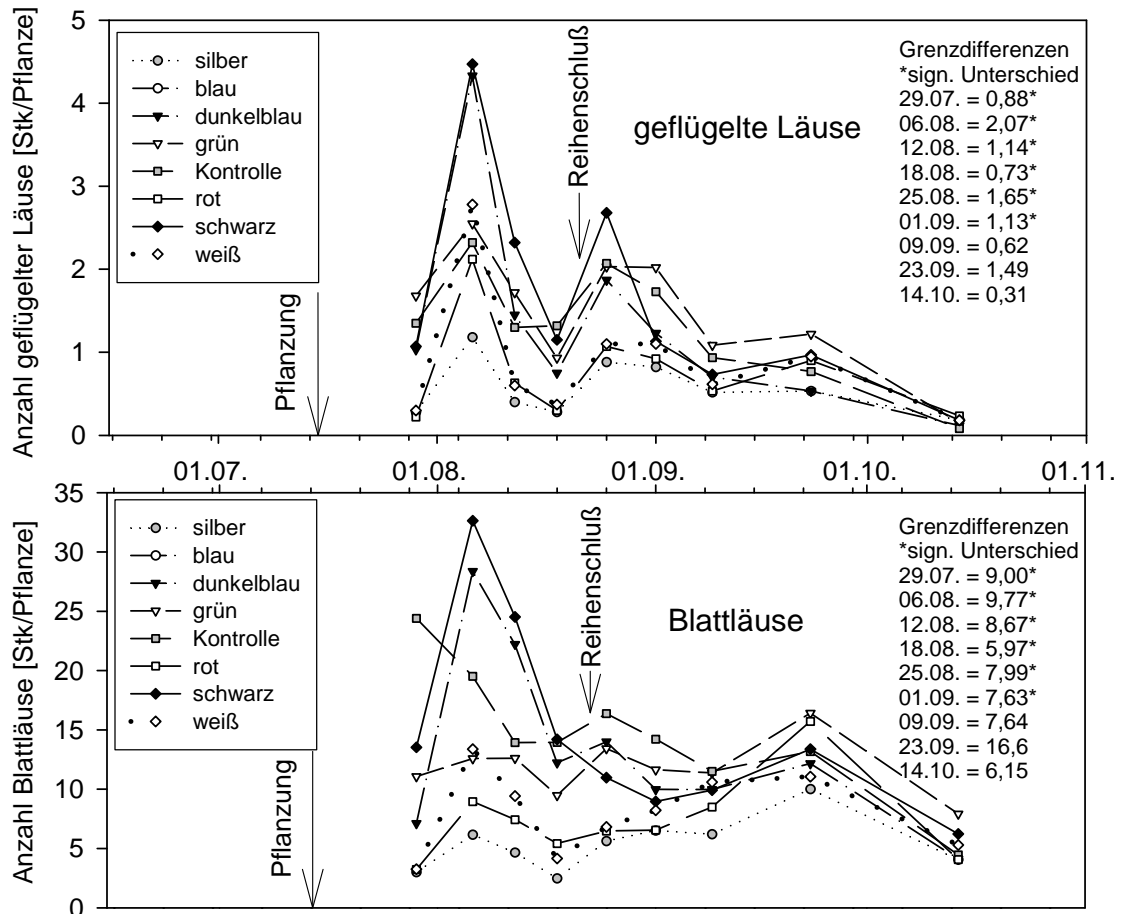 Anzahl geflügelter Läuse [Stk/Pflanze]
5
4
3
2
1
0
silber
blau
dunkelblau
grün
Kontrolle
rot
schwarz
weiß
Pflanzung
Reihenschluß
geflügelte Läuse
Grenzdifferenzen
*sign. Unterschied
29.07. = 0,88*
06.08. = 2,07*
12.08. = 1,14*
18.08. = 0,73*
25.08. = 1,65*
01.09. = 1,13*
09.09. = 0,62
23.09. = 1,49
14.10. = 0,31
01.07. 01.08. 01.09. 01.10. 01.11.
Anzahl Blattläuse [Stk/Pflanze]
35
30
25
20
15
10
5
0
silber
blau
dunkelblau
grün
Kontrolle
rot
schwarz
weiß
Pflanzung
Reihenschluß
Blattläuse
Grenzdifferenzen
*sign. Unterschied
29.07. = 9,00*
06.08. = 9,77*
12.08. = 8,67*
18.08. = 5,97*
25.08. = 7,99*
01.09. = 7,63*
09.09. = 7,64
23.09. = 16,6
14.10. = 6,15